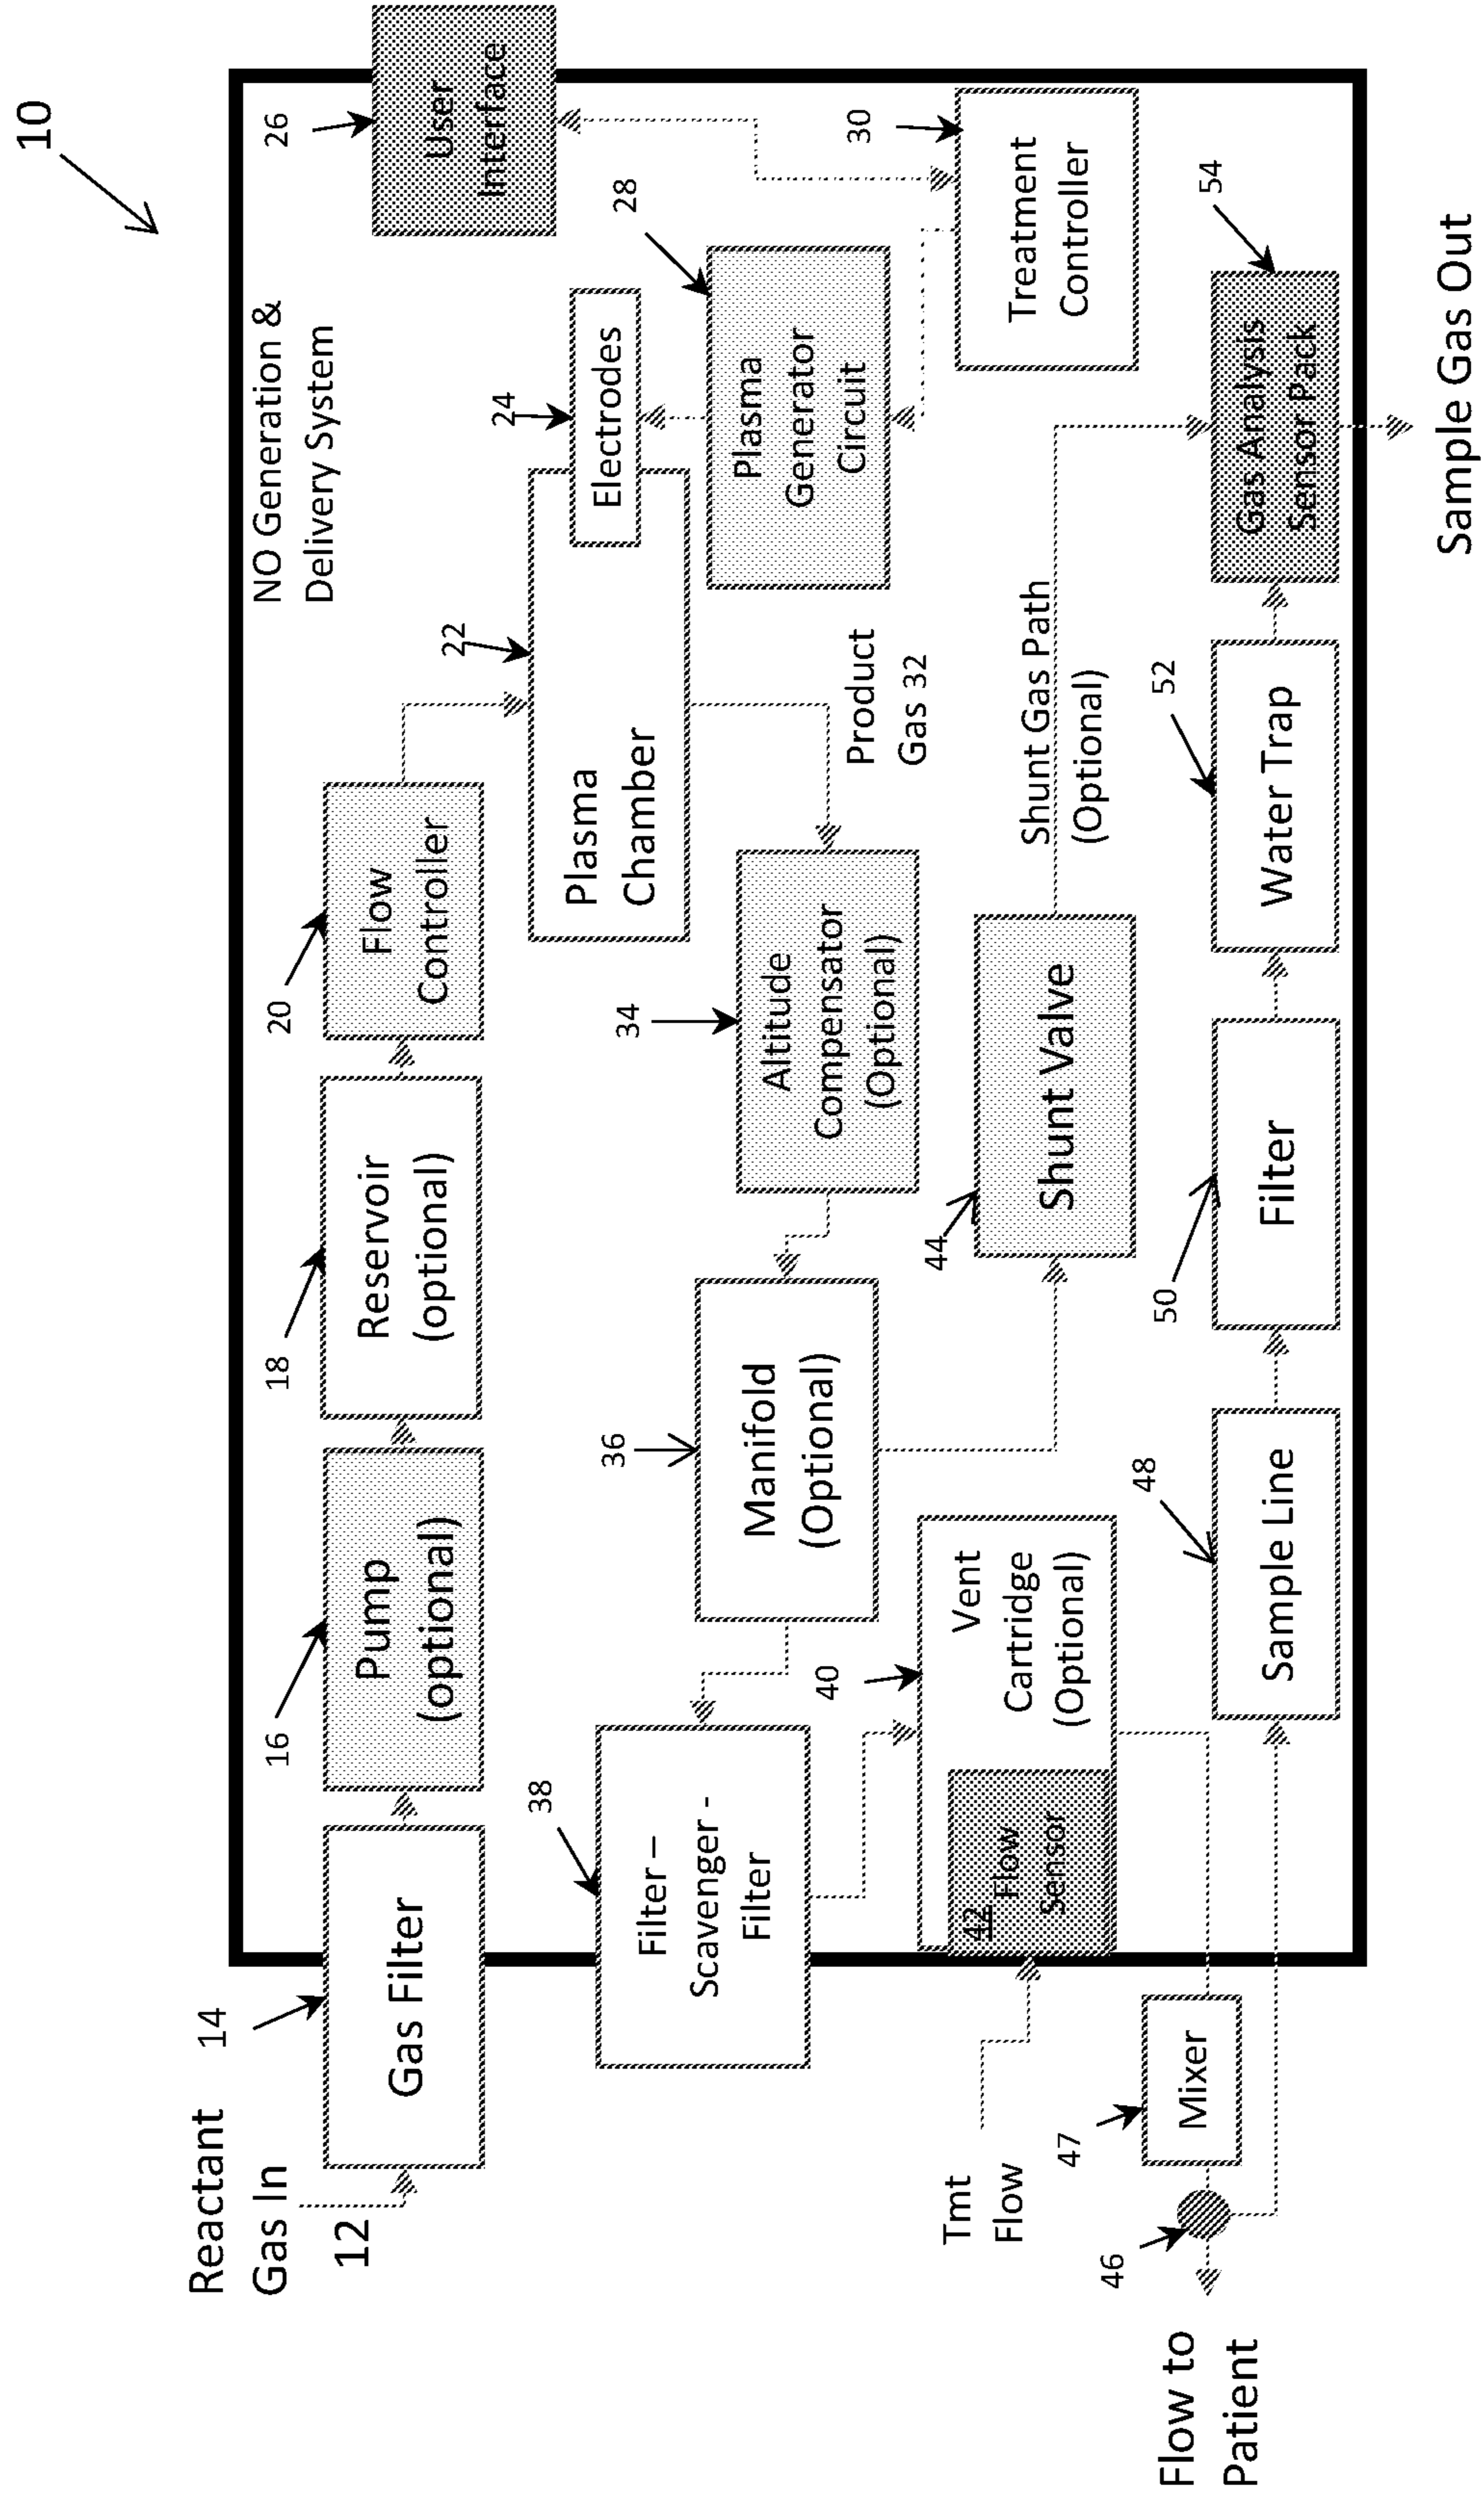 10
NO Generation &
Delivery System
Reactant
Gas In
12
14
Gas Filter
16
Pump
(optional)
18
Reservoir
(optional)
20
Flow
Controller
22
Plasma
Chamber
24
Electrodes
26
User
Interface
28
Plasma
Generator
Circuit
30
Treatment
Controller
Product
Gas 32
34
Altitude
Compensator
(Optional)
36
Manifold
(Optional)
38
Filter –
Scavenger -
Filter
40
Vent
Cartridge
(Optional)
42
Flow
Sensor
Tmt
Flow
44
Shunt Valve
Shunt Gas Path
(Optional)
47
Mixer
46
Flow to
Patient
48
Sample Line
50
Filter
52
Water Trap
54
Gas Analysis
Sensor Pack
Sample Gas Out